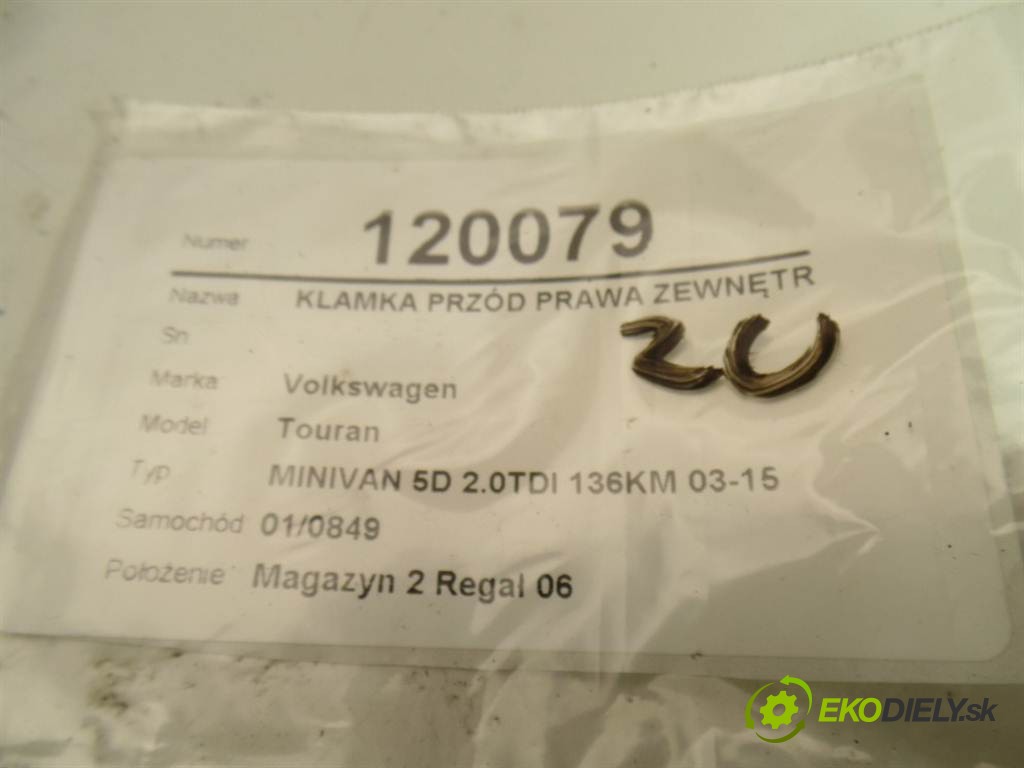 Numer 120079
Nazwa KLAMKA PRZÓD PRAWA ZEWNĘTR
Sn
Marka Volkswagen
Model Touran
Typ MINIVAN 5D 2.0TDI 136KM 03-15
Samochód 01/0849
Położenie Magazyn 2 Regal 06
EKODIELY.sk